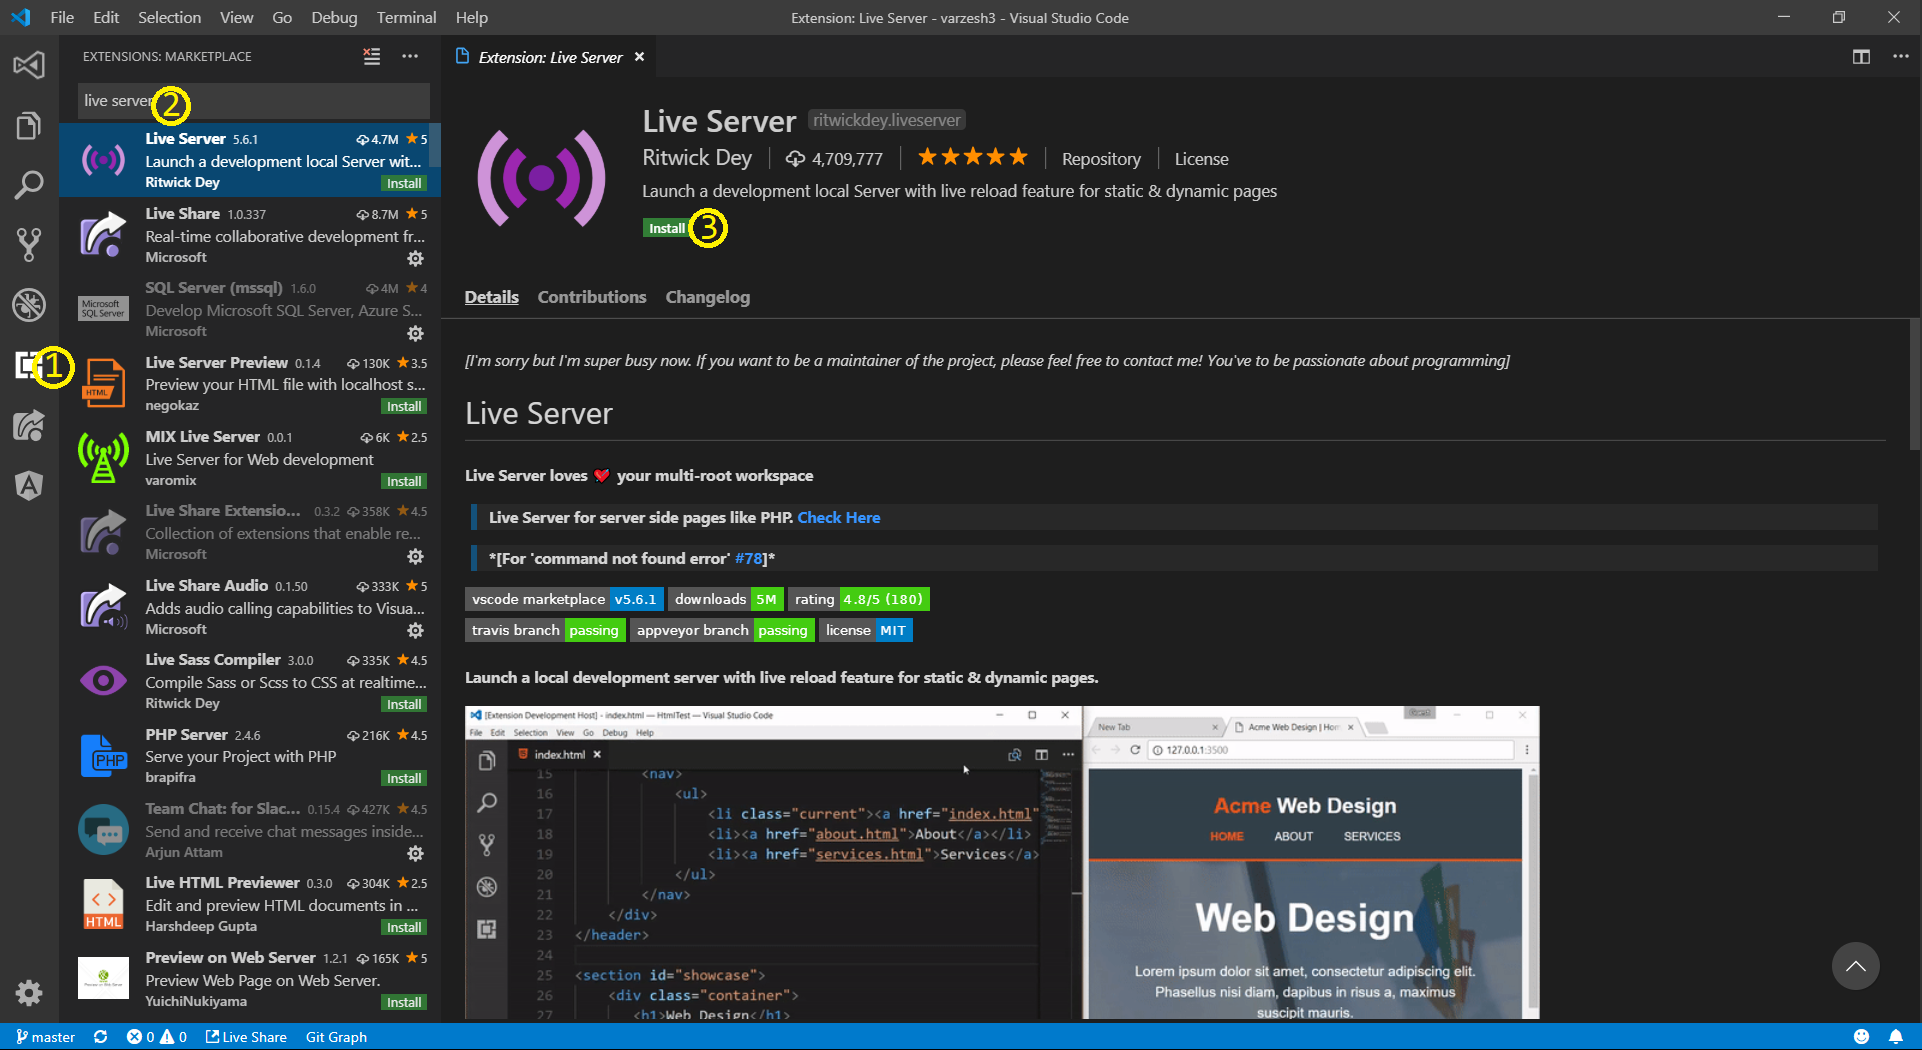 File Edit Selection View Go Debug Terminal Help
Extension: Live Server - varzesh3 - Visual Studio Code
EXTENSIONS: MARKETPLACE
live server
2
Live Server 5.6.1 4.7M 5
Launch a development local Server wit...
Ritwick Dey Install
Live Share 1.0.337 8.7M 5
Real-time collaborative development fr...
Microsoft
Microsoft
SQL Server
SQL Server (mssql) 1.6.0 4M 4
Develop Microsoft SQL Server, Azure S...
Microsoft
1
HTML
Live Server Preview 0.1.4 130K 3.5
Preview your HTML file with localhost s...
negokaz Install
MIX Live Server 0.0.1 6K 2.5
Live Server for Web development
varomix Install
Live Share Extensio... 0.3.2 358K 4.5
Collection of extensions that enable re...
Microsoft
Live Share Audio 0.1.50 333K 5
Adds audio calling capabilities to Visua...
Microsoft
Live Sass Compiler 3.0.0 335K 4.5
Compile Sass or Scss to CSS at realtime...
Ritwick Dey Install
PHP
PHP Server 2.4.6 216K 4.5
Serve your Project with PHP
brapifra Install
Team Chat: for Slac... 0.15.4 427K 4.5
Send and receive chat messages inside...
Arjun Attam
HTML
Live HTML Previewer 0.3.0 304K 2.5
Edit and preview HTML documents in ...
Harshdeep Gupta Install
Preview on Web Server 1.2.1 165K 5
Preview Web Page on Web Server.
YuichiNukiyama Install
Extension: Live Server
Live Server ritwickdey.liveserver
Ritwick Dey 4,709,777 Repository License
Launch a development local Server with live reload feature for static & dynamic pages
Install 3
Details Contributions Changelog
[I'm sorry but I'm super busy now. If you want to be a maintainer of the project, please feel free to contact me! You've to be passionate about programming]
Live Server
Live Server loves your multi-root workspace
Live Server for server side pages like PHP. Check Here
*[For 'command not found error' #78]*
vscode marketplace v5.6.1 downloads 5M rating 4.8/5 (180)
travis branch passing appveyor branch passing license MIT
Launch a local development server with live reload feature for static & dynamic pages.
[Extension Development Host] - index.html — HtmlTest — Visual Studio Code
File Edit Selection View Go Debug Help
index.html
15 <nav>
16 <ul>
17 <li class="current"><a href="index.html"
18 <li><a href="about.html">About</a></li>
19 <li><a href="services.html">Services</a>
20 </ul>
21 </nav>
22 </div>
23 </header>
24
25 <section id="showcase">
26 <div class="container">
27 <h1>Web Design</h1>
New Tab Acme Web Design | Hom
127.0.0.1:3500
Acme Web Design
HOME ABOUT SERVICES
Web Design
Lorem ipsum dolor sit amet, consectetur adipiscing elit.
Phasellus nisi diam, dapibus in risus a, maximus
suscipit mauris.
master 0 0 Live Share Git Graph